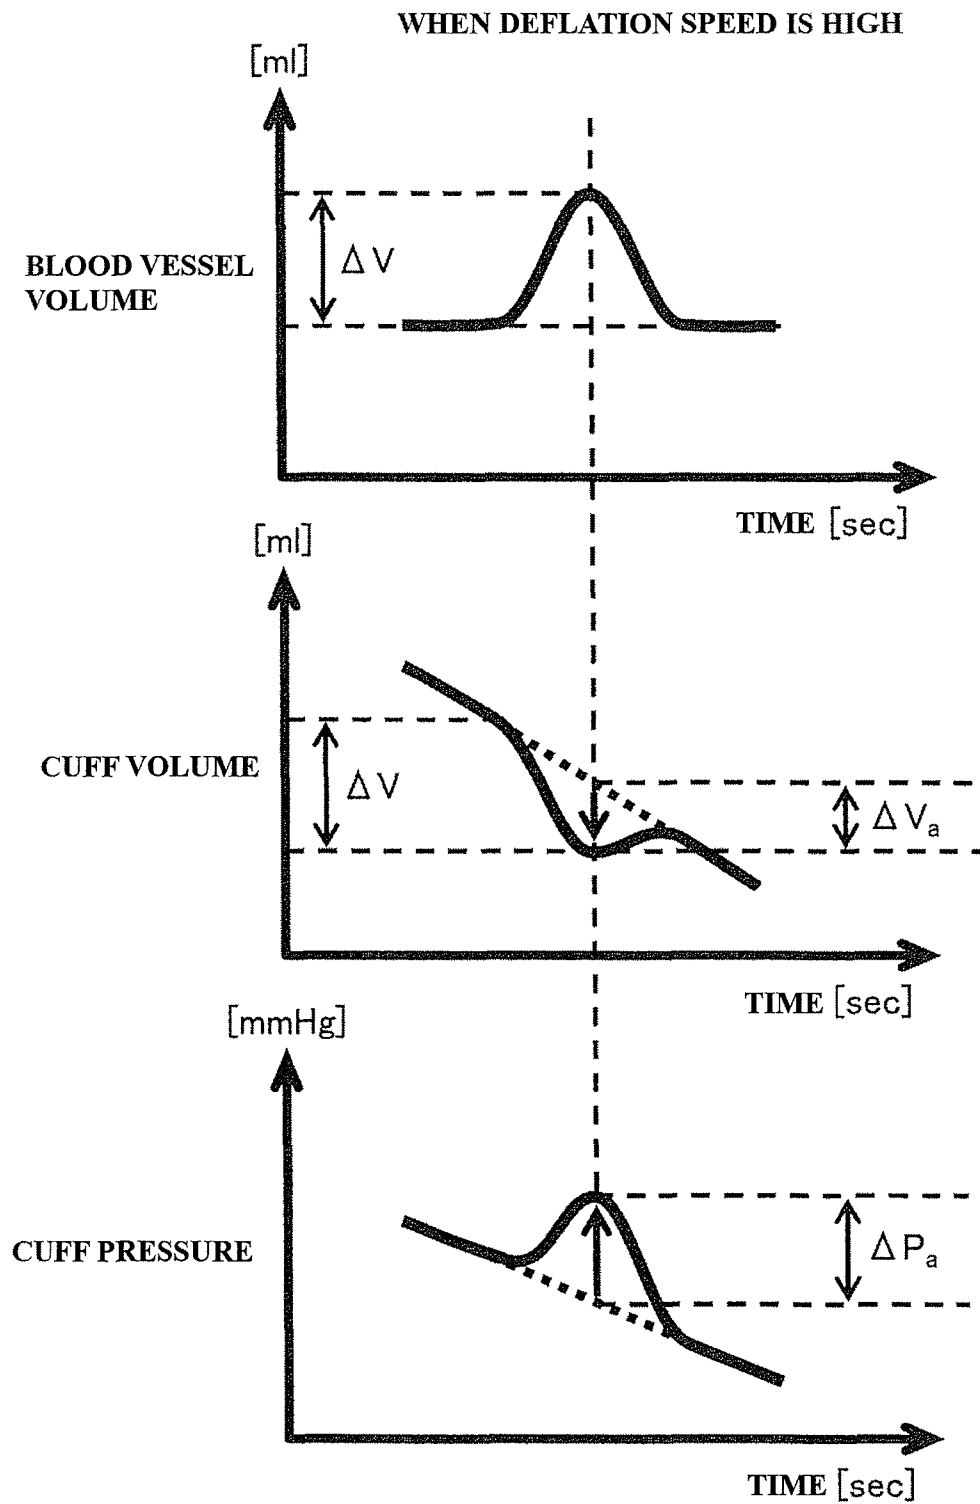 WHEN DEFLATION SPEED IS HIGH
[ml]
BLOOD VESSEL
VOLUME
ΔV
TIME [sec]
[ml]
CUFF VOLUME
ΔV
ΔVa
TIME [sec]
[mmHg]
CUFF PRESSURE
ΔPa
TIME [sec]